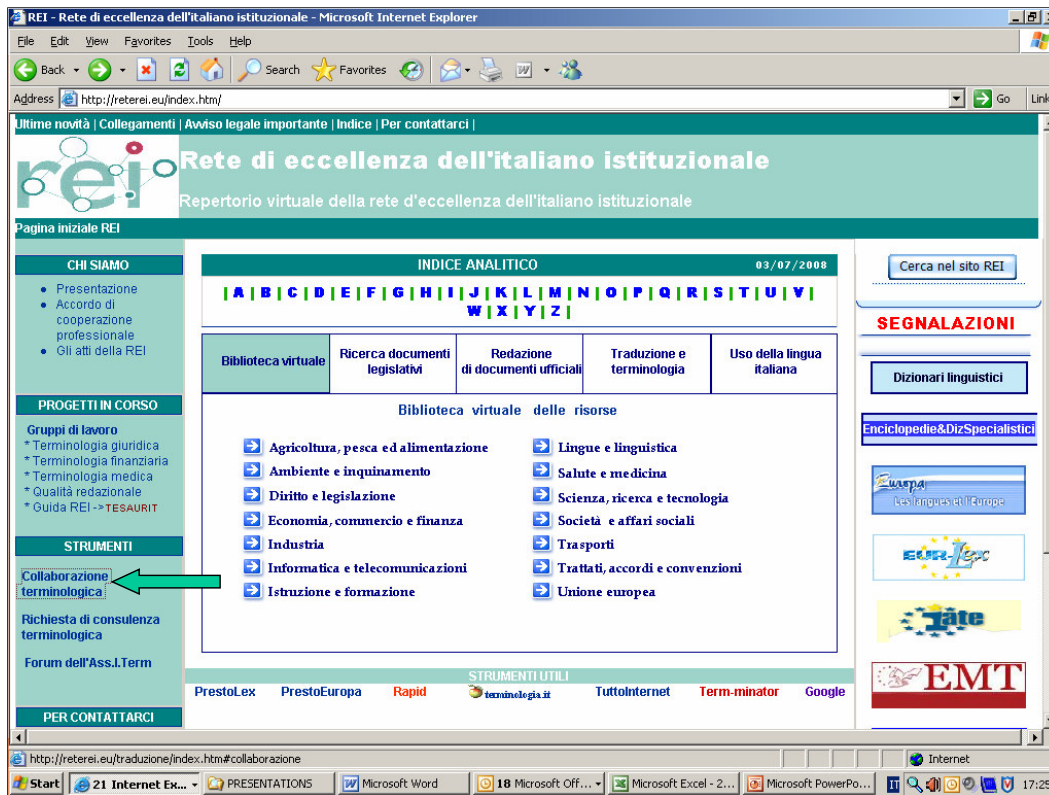 REI - Rete di eccellenza dell'italiano istituzionale - Microsoft Internet Explorer
File Edit View Favorites Tools Help
Back Search Favorites
Address http://reterei.eu/index.htm/ Go Link
Ultime novità | Collegamenti | Avviso legale importante | Indice | Per contattarci |
rei
Rete di eccellenza dell'italiano istituzionale
Repertorio virtuale della rete d'eccellenza dell'italiano istituzionale
Pagina iniziale REI
CHI SIAMO
Presentazione
Accordo di
cooperazione
professionale
Gli atti della REI
PROGETTI IN CORSO
Gruppi di lavoro
* Terminologia giuridica
* Terminologia finanziaria
* Terminologia medica
* Qualità redazionale
* Guida REI ->TESAURIT
STRUMENTI
Collaborazione
terminologica
Richiesta di consulenza
terminologica
Forum dell'Ass.I.Term
PER CONTATTARCI
INDICE ANALITICO 03/07/2008
| A | B | C | D | E | F | G | H | I | J | K | L | M | N | O | P | Q | R | S | T | U | V |
W | X | Y | Z |
Biblioteca virtuale
Ricerca documenti
legislativi
Redazione
di documenti ufficiali
Traduzione e
terminologia
Uso della lingua
italiana
Biblioteca virtuale delle risorse
Agricoltura, pesca ed alimentazione
Ambiente e inquinamento
Diritto e legislazione
Economia, commercio e finanza
Industria
Informatica e telecomunicazioni
Istruzione e formazione
Lingue e linguistica
Salute e medicina
Scienza, ricerca e tecnologia
Società e affari sociali
Trasporti
Trattati, accordi e convenzioni
Unione europea
STRUMENTI UTILI
PrestoLex PrestoEuropa Rapid terminologia.it TuttoInternet Term-minator Google
Cerca nel sito REI
SEGNALAZIONI
Dizionari linguistici
Enciclopedie&DizSpecialistici
Europa
Les langues et l'Europe
EUR-Lex
iate
EMT
http://reterei.eu/traduzione/index.htm#collaborazione Internet
Start 21 Internet Ex... PRESENTATIONS Microsoft Word 18 Microsoft Off... Microsoft Excel - 2... Microsoft PowerPo... IT 17:25